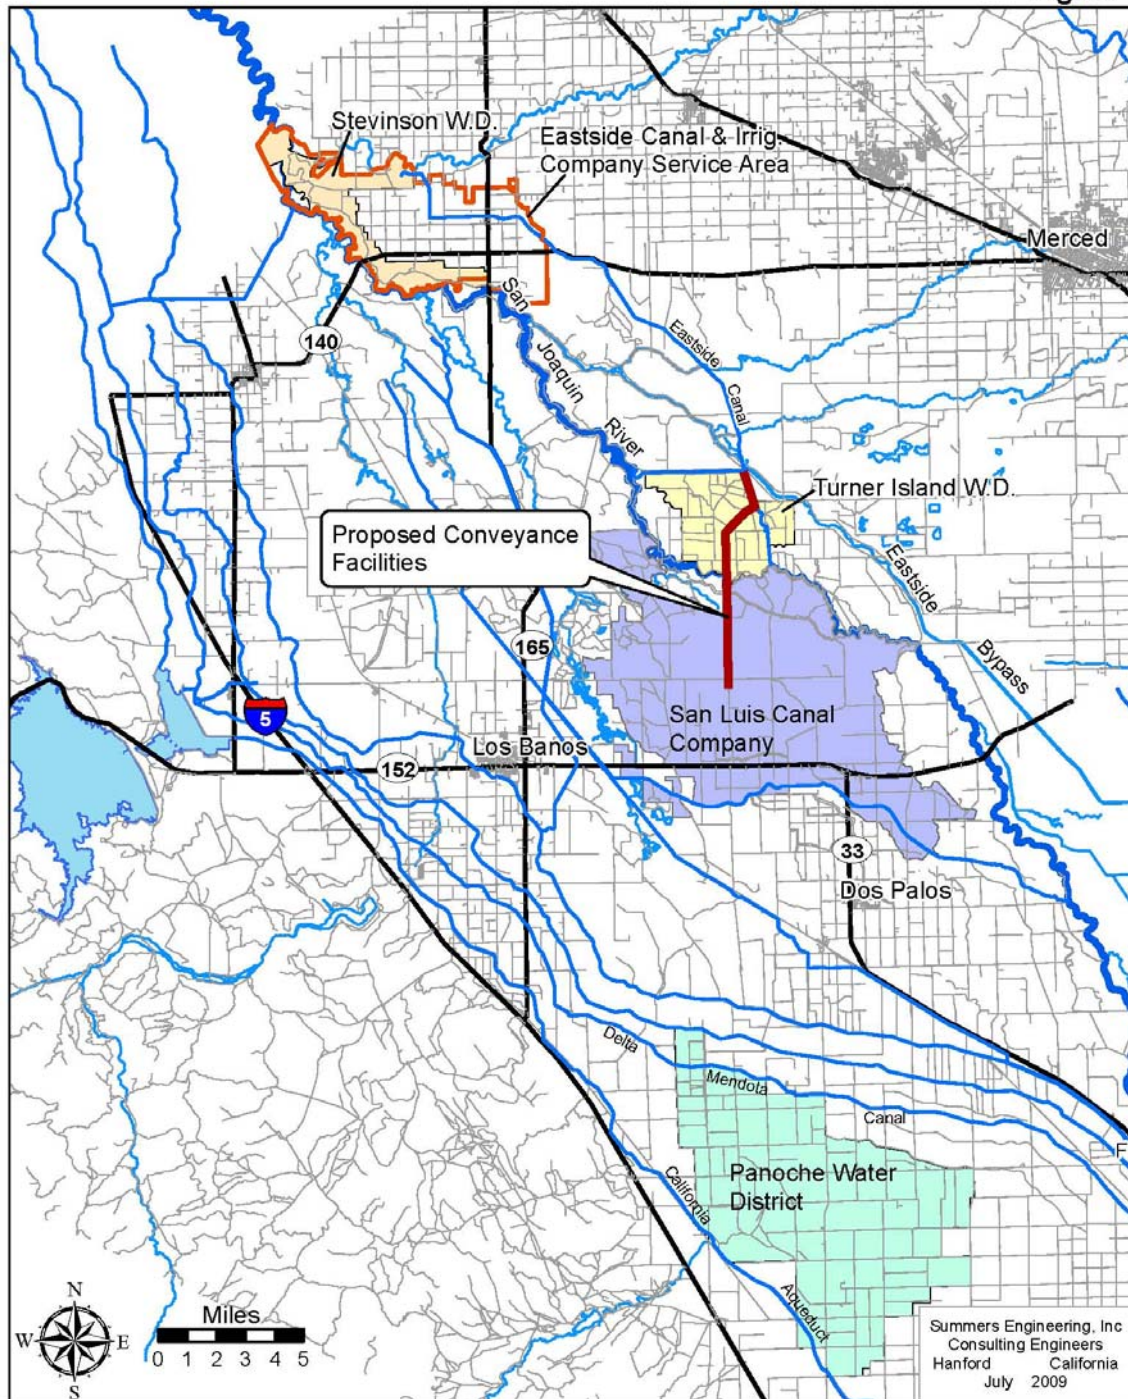 Stevinson W.D.
Eastside Canal & Irrig.
Company Service Area
Merced
San
Joaquin
River
Eastside
Canal
140
Turner Island W.D.
Proposed Conveyance
Facilities
Eastside
Bypass
165
5
San Luis Canal
Company
Los Banos
152
33
Dos Palos
Delta
Mendota
Canal
F
Panoche Water
District
California
Aqueduct
N
W
E
S
Miles
0 1 2 3 4 5
Summers Engineering, Inc
Consulting Engineers
Hanford California
July 2009